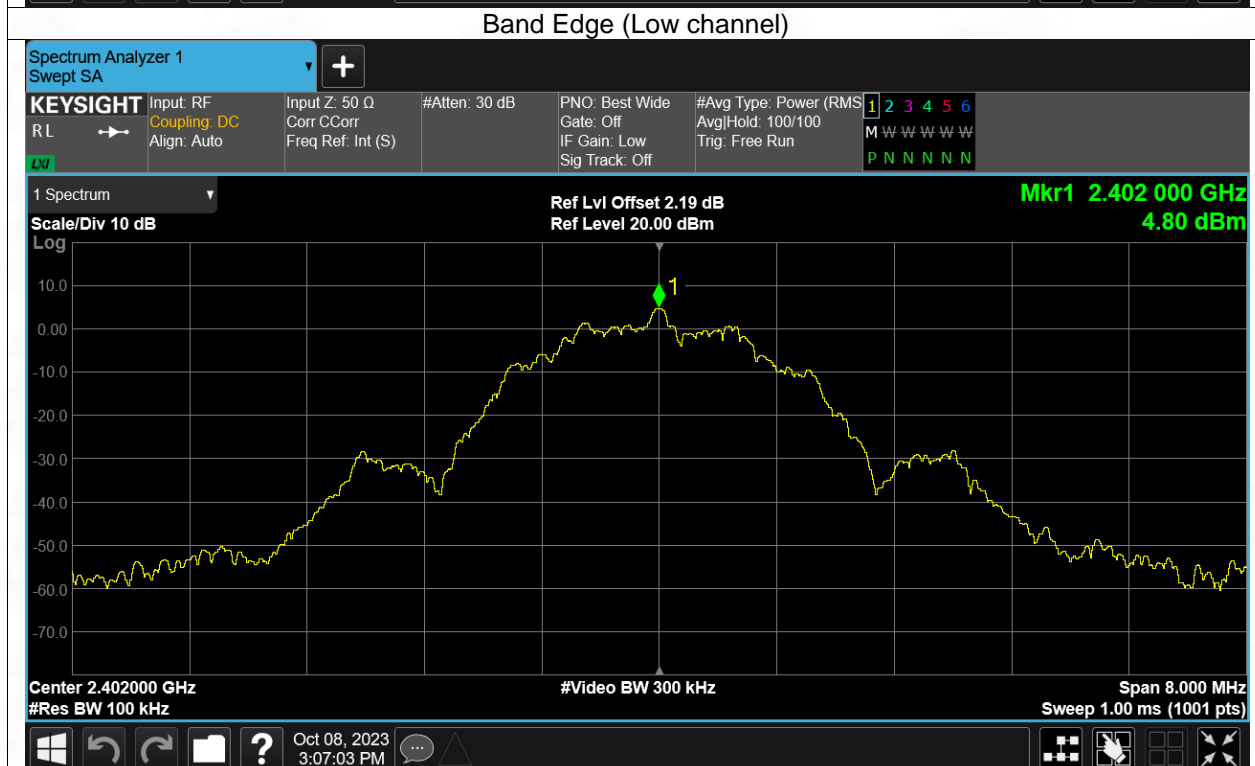 Band Edge (Low channel)
Spectrum Analyzer 1
Swept SA
KEYSIGHT
RL
LXI
Input: RF
Coupling: DC
Align: Auto
Input Z: 50 Ω
Corr CCorr
Freq Ref: Int (S)
#Atten: 30 dB
PNO: Best Wide
Gate: Off
IF Gain: Low
Sig Track: Off
#Avg Type: Power (RMS
Avg|Hold: 100/100
Trig: Free Run
1 2 3 4 5 6
M W W W W W
P N N N N N
1 Spectrum
Scale/Div 10 dB
Ref Lvl Offset 2.19 dB
Ref Level 20.00 dBm
Mkr1 2.402 000 GHz
4.80 dBm
Log
1
10.0
0.00
-10.0
-20.0
-30.0
-40.0
-50.0
-60.0
-70.0
Center 2.402000 GHz
#Res BW 100 kHz
#Video BW 300 kHz
Span 8.000 MHz
Sweep 1.00 ms (1001 pts)
?
Oct 08, 2023
3:07:03 PM